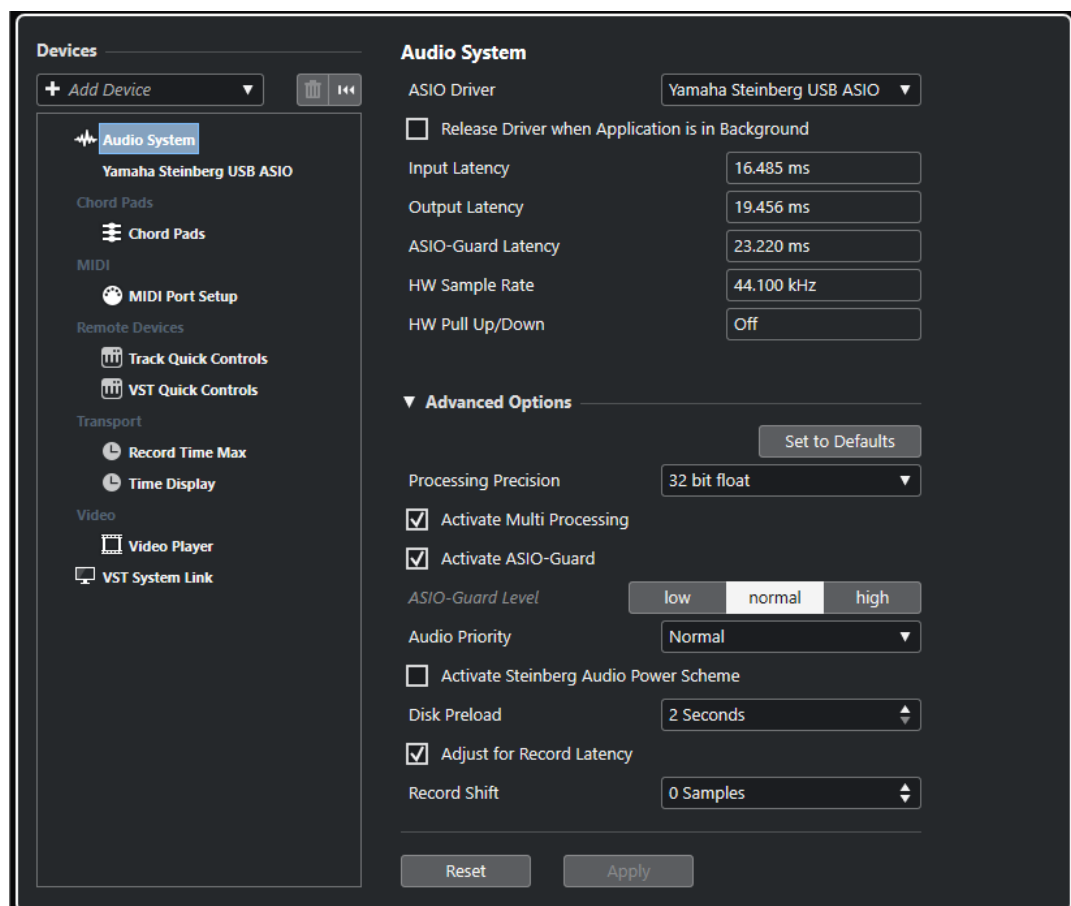 Devices
Add Device
Audio System
Yamaha Steinberg USB ASIO
Chord Pads
Chord Pads
MIDI
MIDI Port Setup
Remote Devices
Track Quick Controls
VST Quick Controls
Transport
Record Time Max
Time Display
Video
Video Player
VST System Link
Audio System
ASIO Driver Yamaha Steinberg USB ASIO
Release Driver when Application is in Background
Input Latency 16.485 ms
Output Latency 19.456 ms
ASIO-Guard Latency 23.220 ms
HW Sample Rate 44.100 kHz
HW Pull Up/Down Off
Advanced Options
Set to Defaults
Processing Precision 32 bit float
Activate Multi Processing
Activate ASIO-Guard
ASIO-Guard Level low normal high
Audio Priority Normal
Activate Steinberg Audio Power Scheme
Disk Preload 2 Seconds
Adjust for Record Latency
Record Shift 0 Samples
Reset Apply